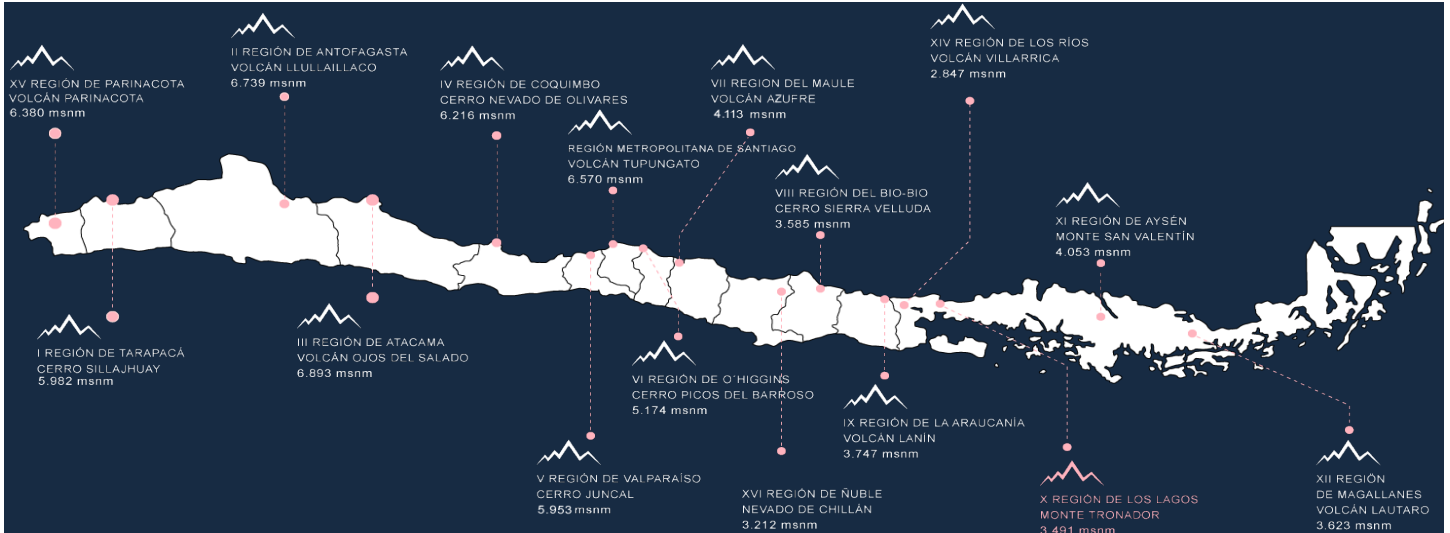 XV REGIÓN DE PARINACOTA
VOLCÁN PARINACOTA
6.380 msnm
II REGIÓN DE ANTOFAGASTA
VOLCÁN LLULLAILLACO
6.739 msnm
IV REGIÓN DE COQUIMBO
CERRO NEVADO DE OLIVARES
6.216 msnm
REGIÓN METROPOLITANA DE SANTIAGO
VOLCÁN TUPUNGATO
6.570 msnm
VII REGION DEL MAULE
VOLCÁN AZUFRE
4.113 msnm
VIII REGIÓN DEL BIO-BIO
CERRO SIERRA VELLUDA
3.585 msnm
XIV REGIÓN DE LOS RÍOS
VOLCÁN VILLARRICA
2.847 msnm
XI REGIÓN DE AYSÉN
MONTE SAN VALENTÍN
4.053 msnm
I REGIÓN DE TARAPACÁ
CERRO SILLAJHUAY
5.982 msnm
III REGIÓN DE ATACAMA
VOLCÁN OJOS DEL SALADO
6.893 msnm
V REGIÓN DE VALPARAÍSO
CERRO JUNCAL
5.953 msnm
VI REGIÓN DE O´HIGGINS
CERRO PICOS DEL BARROSO
5.174 msnm
XVI REGIÓN DE ÑUBLE
NEVADO DE CHILLÁN
3.212 msnm
IX REGIÓN DE LA ARAUCANÍA
VOLCÁN LANÍN
3.747 msnm
X REGIÓN DE LOS LAGOS
MONTE TRONADOR
3.491 msnm
XII REGIÓN
DE MAGALLANES
VOLCÁN LAUTARO
3.623 msnm